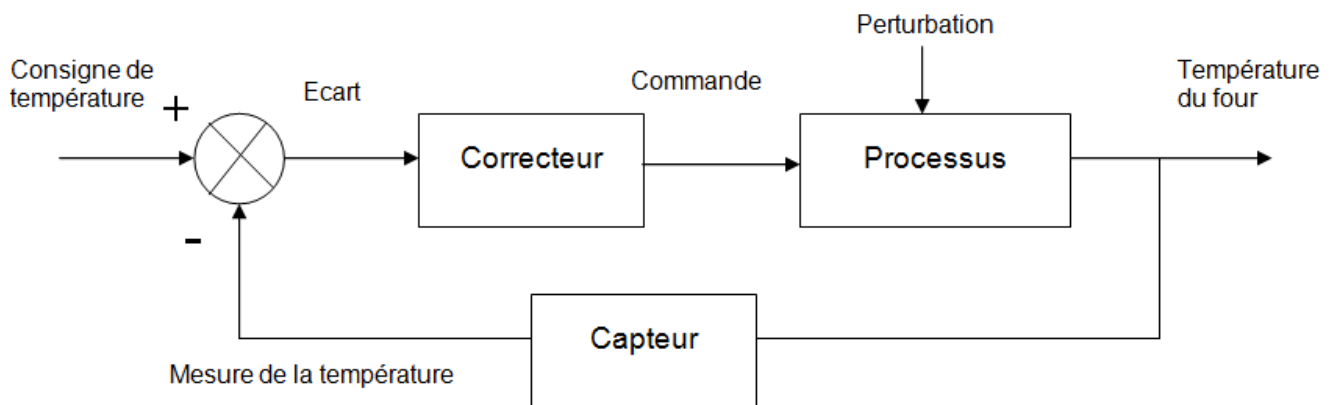 Perturbation
Consigne de
température
+
Ecart
Commande
Température
du four
Correcteur
Processus
-
Capteur
Mesure de la température